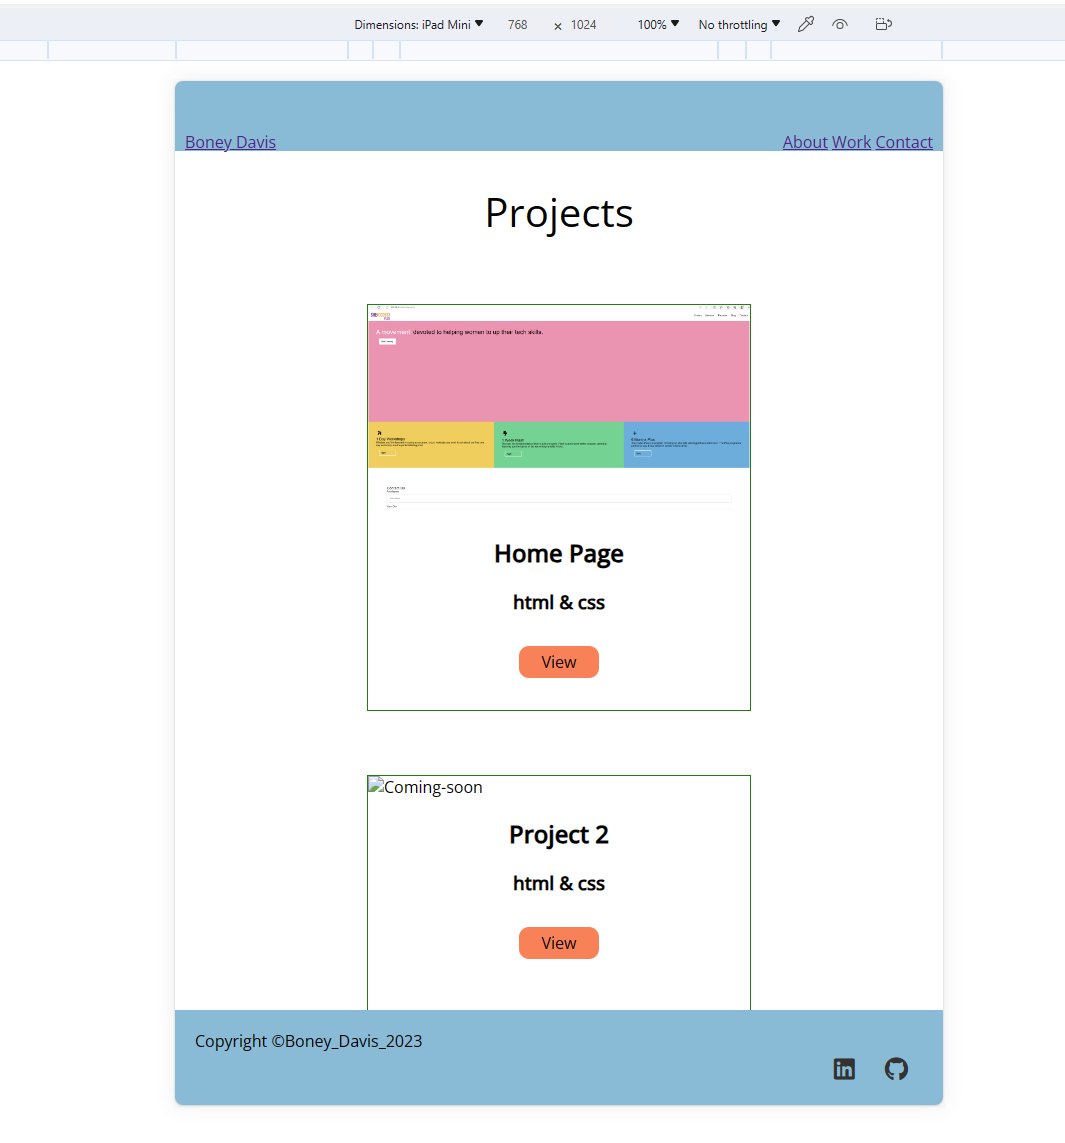 Dimensions: iPad Mini 768 × 1024 100% No throttling
Boney Davis About Work Contact
Projects
A movement devoted to helping women to up their tech skills.
Home Page
html & css
View
Coming-soon
Project 2
html & css
View
Copyright ©Boney_Davis_2023
in